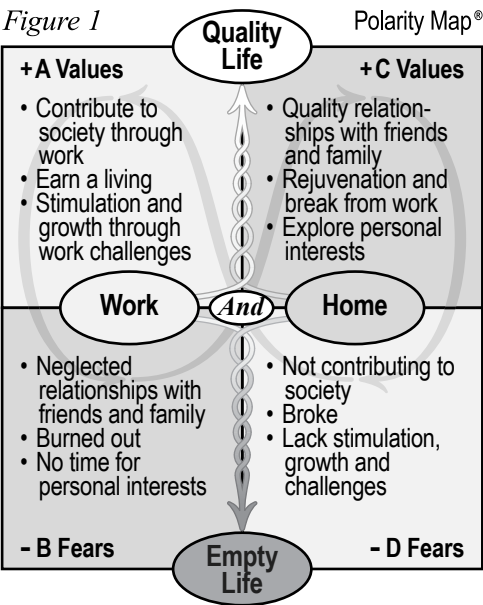 Figure 1
Polarity Map®
Quality
Life
+A Values
• Contribute to
society through
work
• Earn a living
• Stimulation and
growth through
work challenges
+C Values
• Quality relation-
ships with friends
and family
• Rejuvenation and
break from work
• Explore personal
interests
Work
And
Home
• Neglected
relationships with
friends and family
• Burned out
• No time for
personal interests
– B Fears
• Not contributing to
society
• Broke
• Lack stimulation,
growth and
challenges
– D Fears
Empty
Life